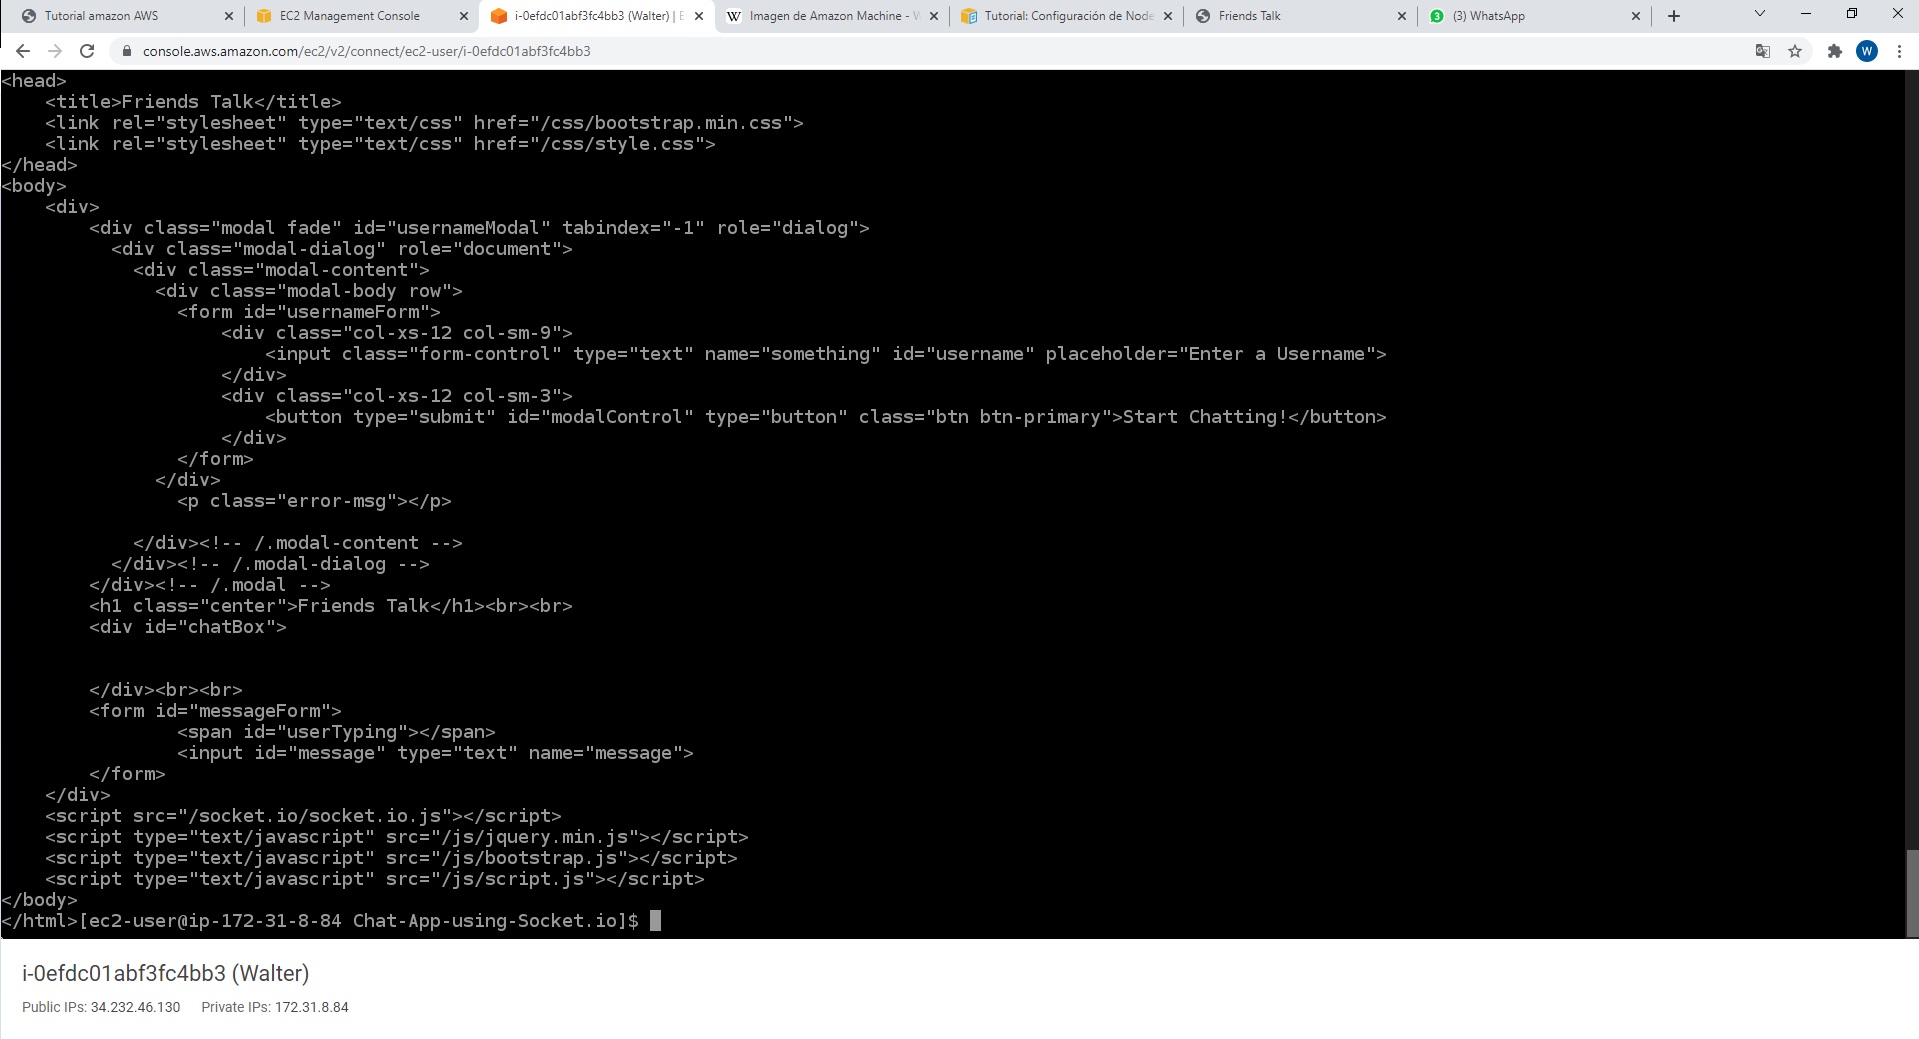 Tutorial amazon AWS
EC2 Management Console
i-0efdc01abf3fc4bb3 (Walter) | E
W Imagen de Amazon Machine - W
Tutorial: Configuración de Node
Friends Talk
3 (3) WhatsApp
console.aws.amazon.com/ec2/v2/connect/ec2-user/i-0efdc01abf3fc4bb3
W
<head>
    <title>Friends Talk</title>
    <link rel="stylesheet" type="text/css" href="/css/bootstrap.min.css">
    <link rel="stylesheet" type="text/css" href="/css/style.css">
</head>
<body>
    <div>
        <div class="modal fade" id="usernameModal" tabindex="-1" role="dialog">
          <div class="modal-dialog" role="document">
            <div class="modal-content">
              <div class="modal-body row">
                <form id="usernameForm">
                    <div class="col-xs-12 col-sm-9">
                        <input class="form-control" type="text" name="something" id="username" placeholder="Enter a Username">
                    </div>
                    <div class="col-xs-12 col-sm-3">
                        <button type="submit" id="modalControl" type="button" class="btn btn-primary">Start Chatting!</button>
                    </div>
                </form>
              </div>
                <p class="error-msg"></p>
            </div><!-- /.modal-content -->
          </div><!-- /.modal-dialog -->
        </div><!-- /.modal -->
        <h1 class="center">Friends Talk</h1><br><br>
        <div id="chatBox">
        </div><br><br>
        <form id="messageForm">
                <span id="userTyping"></span>
                <input id="message" type="text" name="message">
        </form>
    </div>
    <script src="/socket.io/socket.io.js"></script>
    <script type="text/javascript" src="/js/jquery.min.js"></script>
    <script type="text/javascript" src="/js/bootstrap.js"></script>
    <script type="text/javascript" src="/js/script.js"></script>
</body>
</html>[ec2-user@ip-172-31-8-84 Chat-App-using-Socket.io]$
i-0efdc01abf3fc4bb3 (Walter)
Public IPs: 34.232.46.130 Private IPs: 172.31.8.84